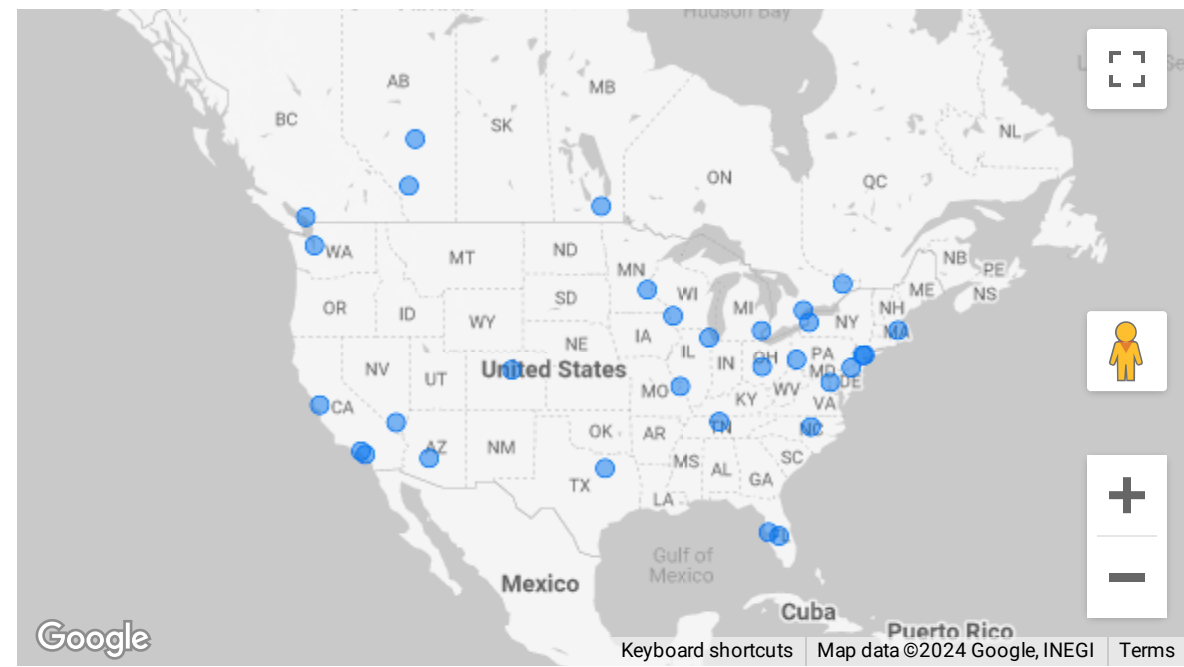 Hudson Bay
AB
MB
BC
SK
NL
ON
QC
WA
MT
ND
MN
NB
PE
OR
ID
SD
WI
MI
ME
NS
NH
WY
NY
MA
NE
IA
NV
UT
United States
IL
IN
OH
PA
MD
DE
CA
MO
KY
WV
VA
AZ
NM
OK
AR
TN
NC
TX
MS
AL
SC
GA
LA
Gulf of
Mexico
Mexico
Cuba
Puerto Rico
Google
Keyboard shortcuts
Map data ©2024 Google, INEGI
Terms